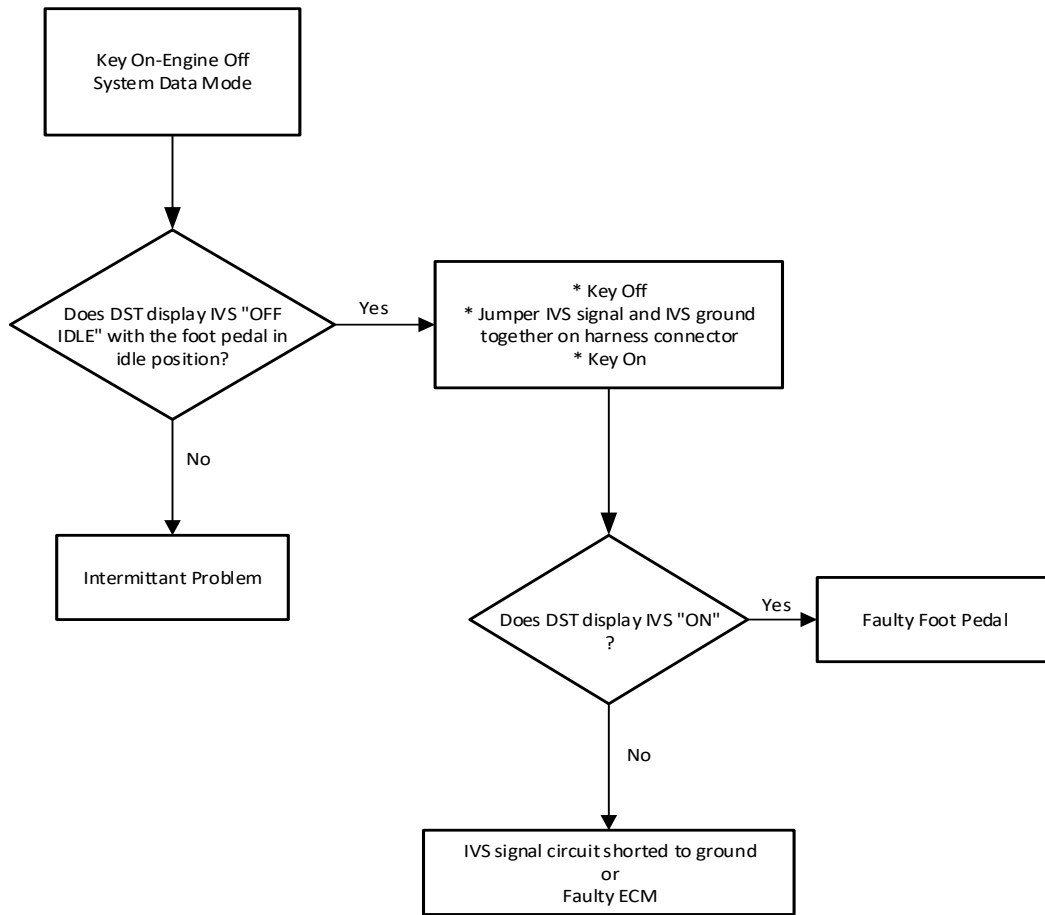 Key On-Engine Off
System Data Mode
Does DST display IVS "OFF
IDLE" with the foot pedal in
idle position?
Yes
* Key Off
* Jumper IVS signal and IVS ground
together on harness connector
* Key On
No
Intermittant Problem
Does DST display IVS "ON"
?
Yes
Faulty Foot Pedal
No
IVS signal circuit shorted to ground
or
Faulty ECM